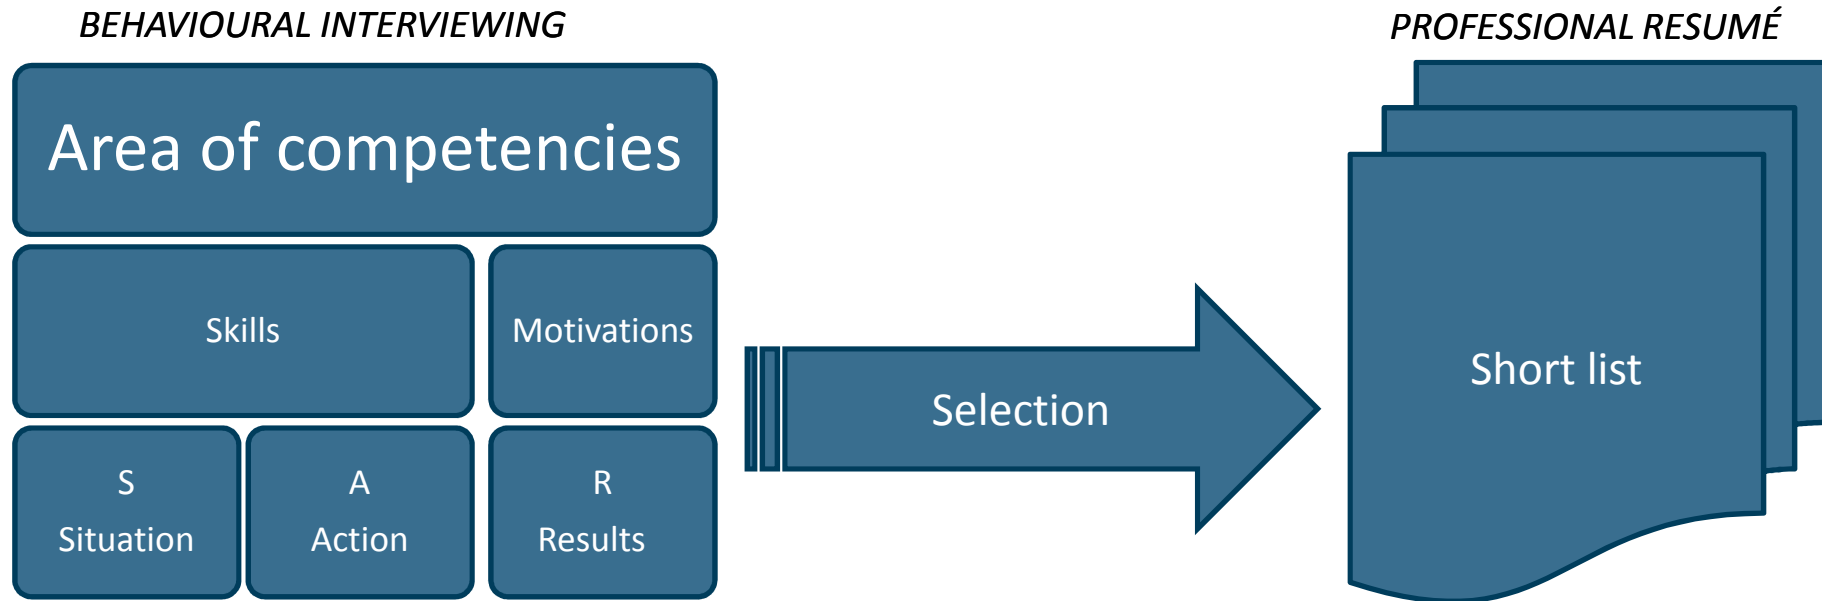 BEHAVIOURAL INTERVIEWING
PROFESSIONAL RESUMÉ
Area of competencies
Skills
Motivations
S
Situation
A
Action
R
Results
Selection
Short list